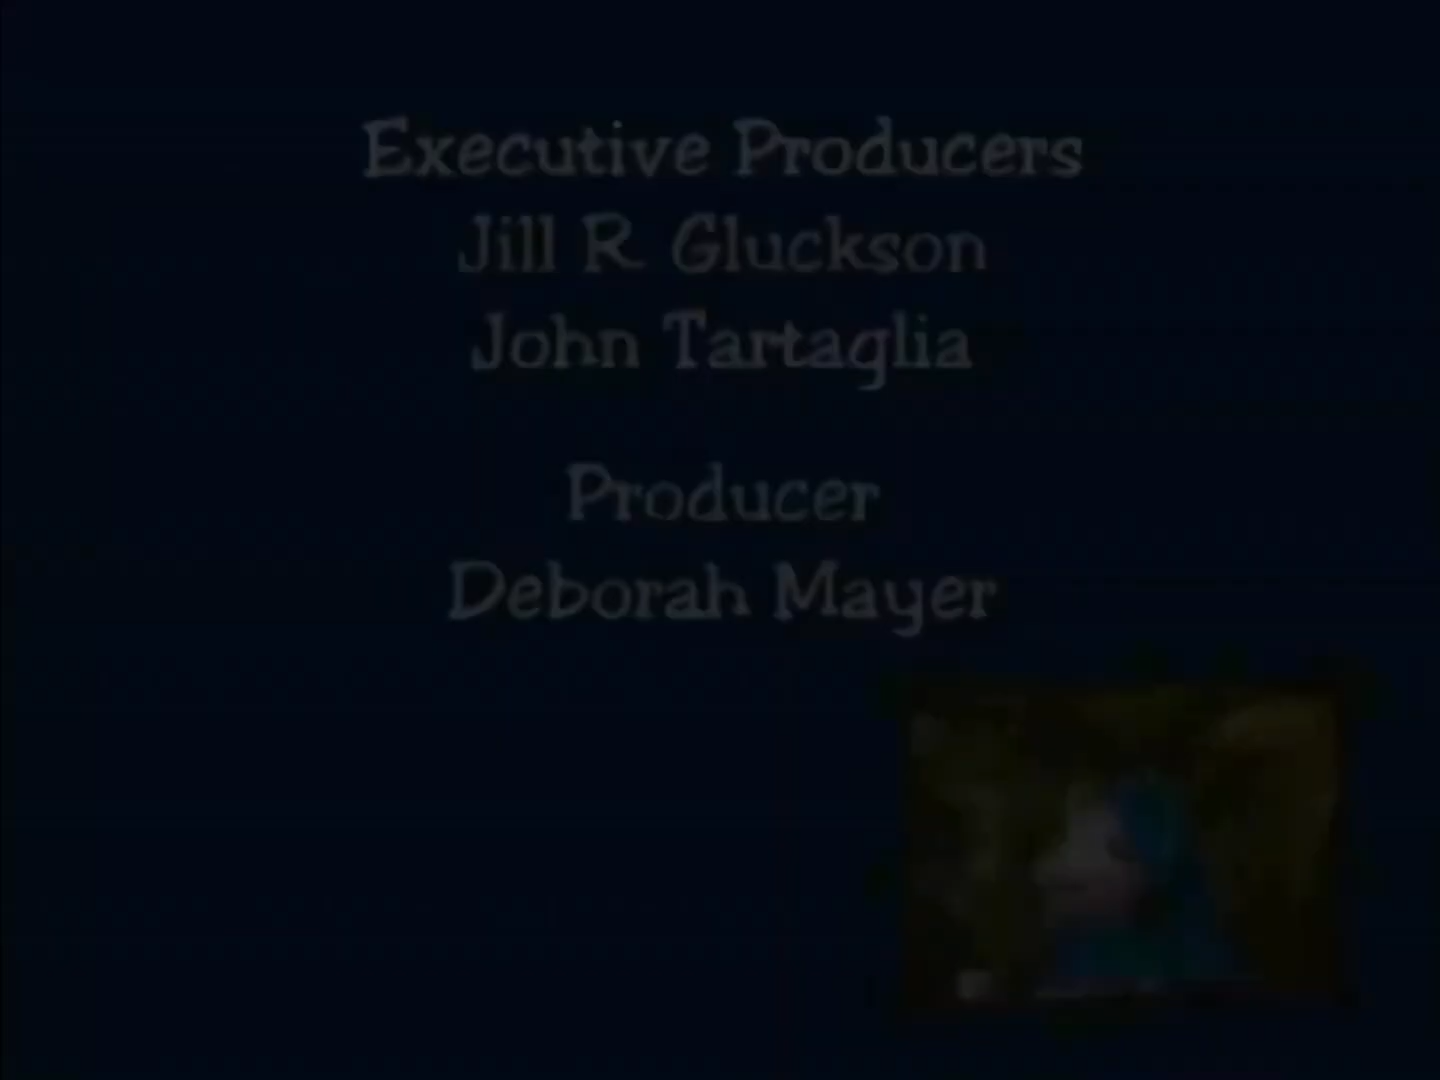 Executive Producers
Jill R Gluckson
John Tartaglia
Producer
Deborah Mayer